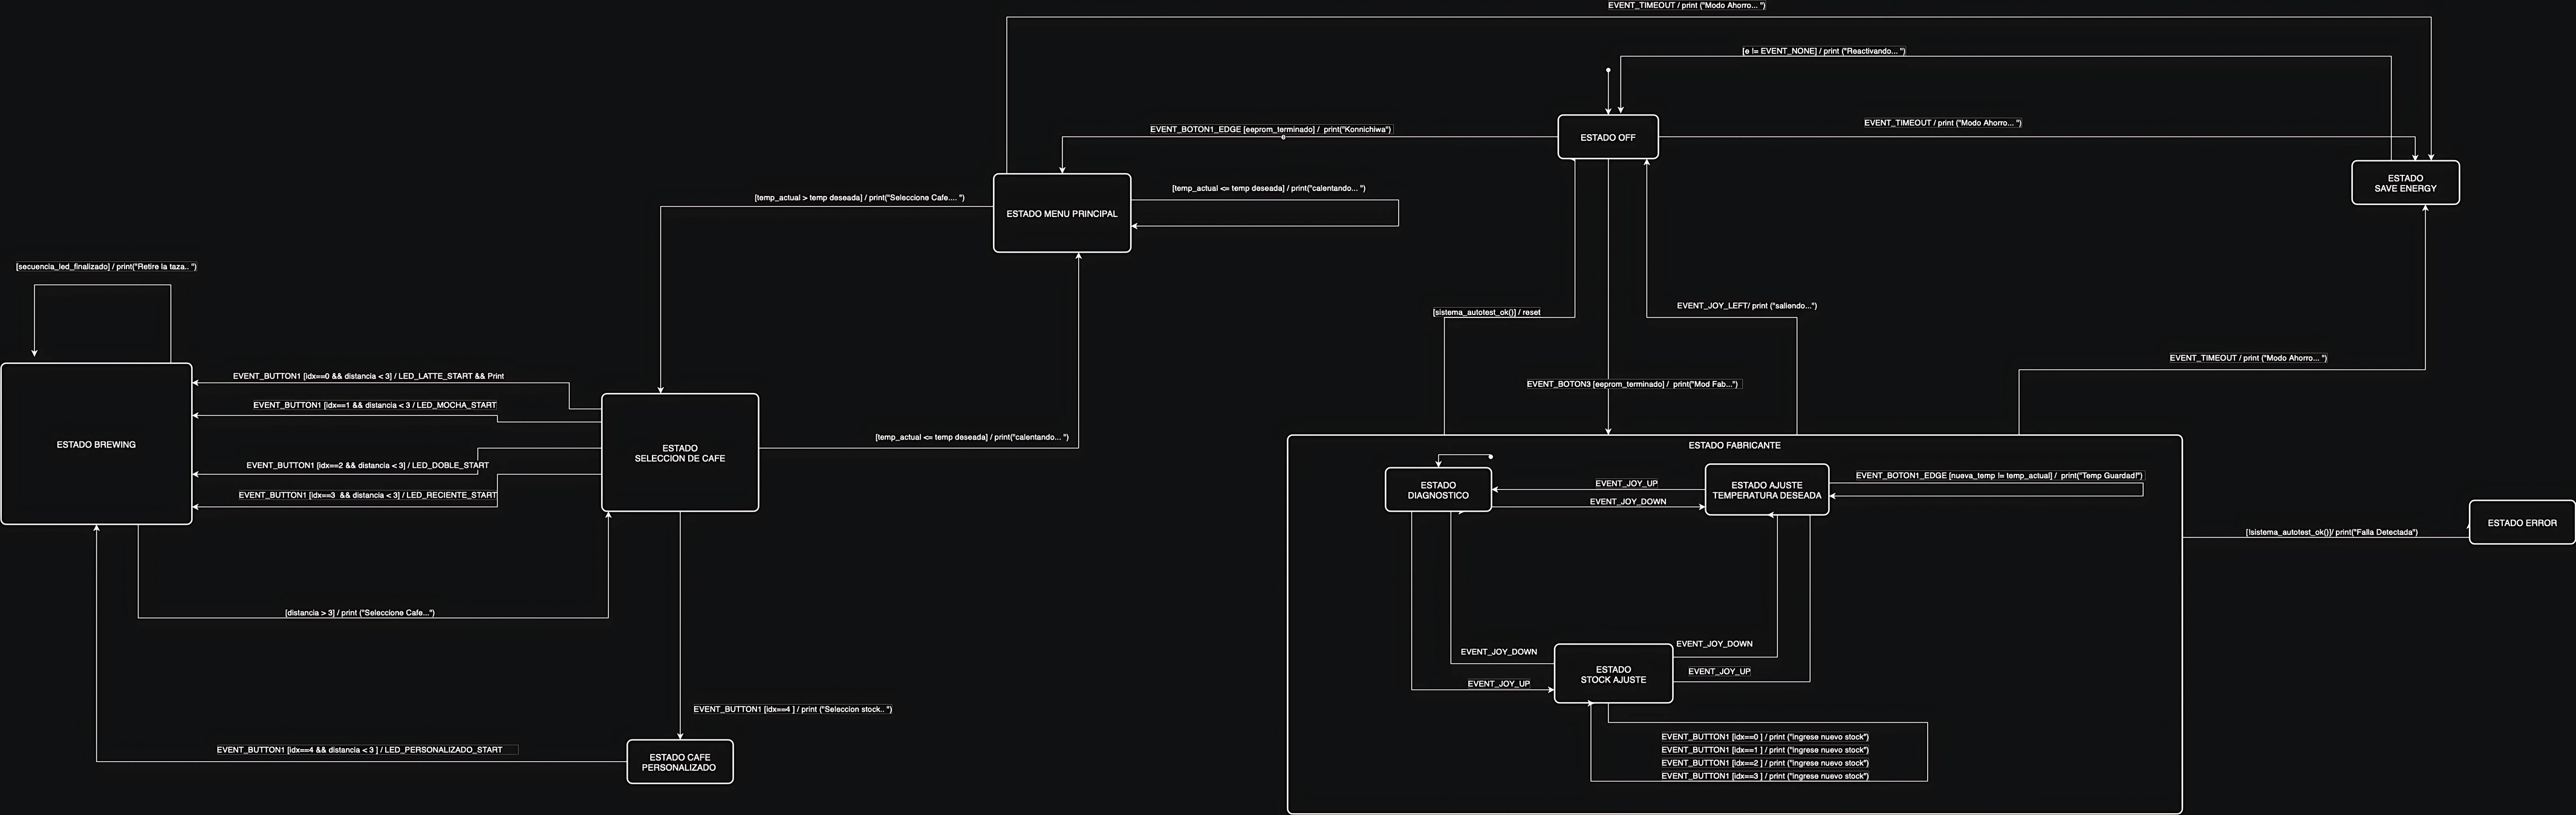 EVENT_TIMEOUT / print ("Modo Ahorro... ")
[e != EVENT_NONE] / print ("Reactivando... ")
EVENT_BOTON1_EDGE [eeprom_terminado] /  print("Konnichiwa")
ESTADO OFF
EVENT_TIMEOUT / print ("Modo Ahorro... ")
ESTADO
SAVE ENERGY
[temp_actual > temp deseada] / print("Seleccione Cafe.... ")
ESTADO MENU PRINCIPAL
[temp_actual <= temp deseada] / print("calentando... ")
[secuencia_led_finalizado] / print("Retire la taza.. ")
[sistema_autotest_ok()] / reset
EVENT_JOY_LEFT/ print ("saliendo...")
EVENT_TIMEOUT / print ("Modo Ahorro... ")
EVENT_BOTON3 [eeprom_terminado] /  print("Mod Fab...")
EVENT_BUTTON1 [idx==0 && distancia < 3] / LED_LATTE_START && Print
EVENT_BUTTON1 [idx==1 && distancia < 3 / LED_MOCHA_START
EVENT_BUTTON1 [idx==2 && distancia < 3] / LED_DOBLE_START
EVENT_BUTTON1 [idx==3  && distancia < 3] / LED_RECIENTE_START
ESTADO BREWING
ESTADO
SELECCION DE CAFE
[temp_actual <= temp deseada] / print("calentando... ")
ESTADO FABRICANTE
ESTADO
DIAGNOSTICO
EVENT_JOY_UP
EVENT_JOY_DOWN
ESTADO AJUSTE
TEMPERATURA DESEADA
EVENT_BOTON1_EDGE [nueva_temp != temp_actual] /  print("Temp Guardad!")
ESTADO ERROR
[!sistema_autotest_ok()]/ print("Falla Detectada")
[distancia > 3] / print ("Seleccione Cafe...")
EVENT_JOY_DOWN
EVENT_JOY_UP
ESTADO
STOCK AJUSTE
EVENT_JOY_DOWN
EVENT_JOY_UP
EVENT_BUTTON1 [idx==4 ] / print ("Seleccion stock.. ")
EVENT_BUTTON1 [idx==4 && distancia < 3 ] / LED_PERSONALIZADO_START
ESTADO CAFE
PERSONALIZADO
EVENT_BUTTON1 [idx==0 ] / print ("Ingrese nuevo stock")
EVENT_BUTTON1 [idx==1 ] / print ("Ingrese nuevo stock")
EVENT_BUTTON1 [idx==2 ] / print ("Ingrese nuevo stock")
EVENT_BUTTON1 [idx==3 ] / print ("Ingrese nuevo stock")